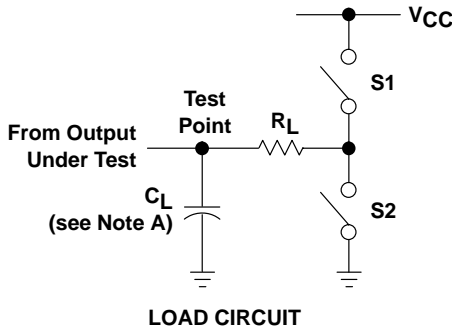 VCC
S1
Test
Point
RL
From Output
Under Test
CL
(see Note A)
S2
LOAD CIRCUIT